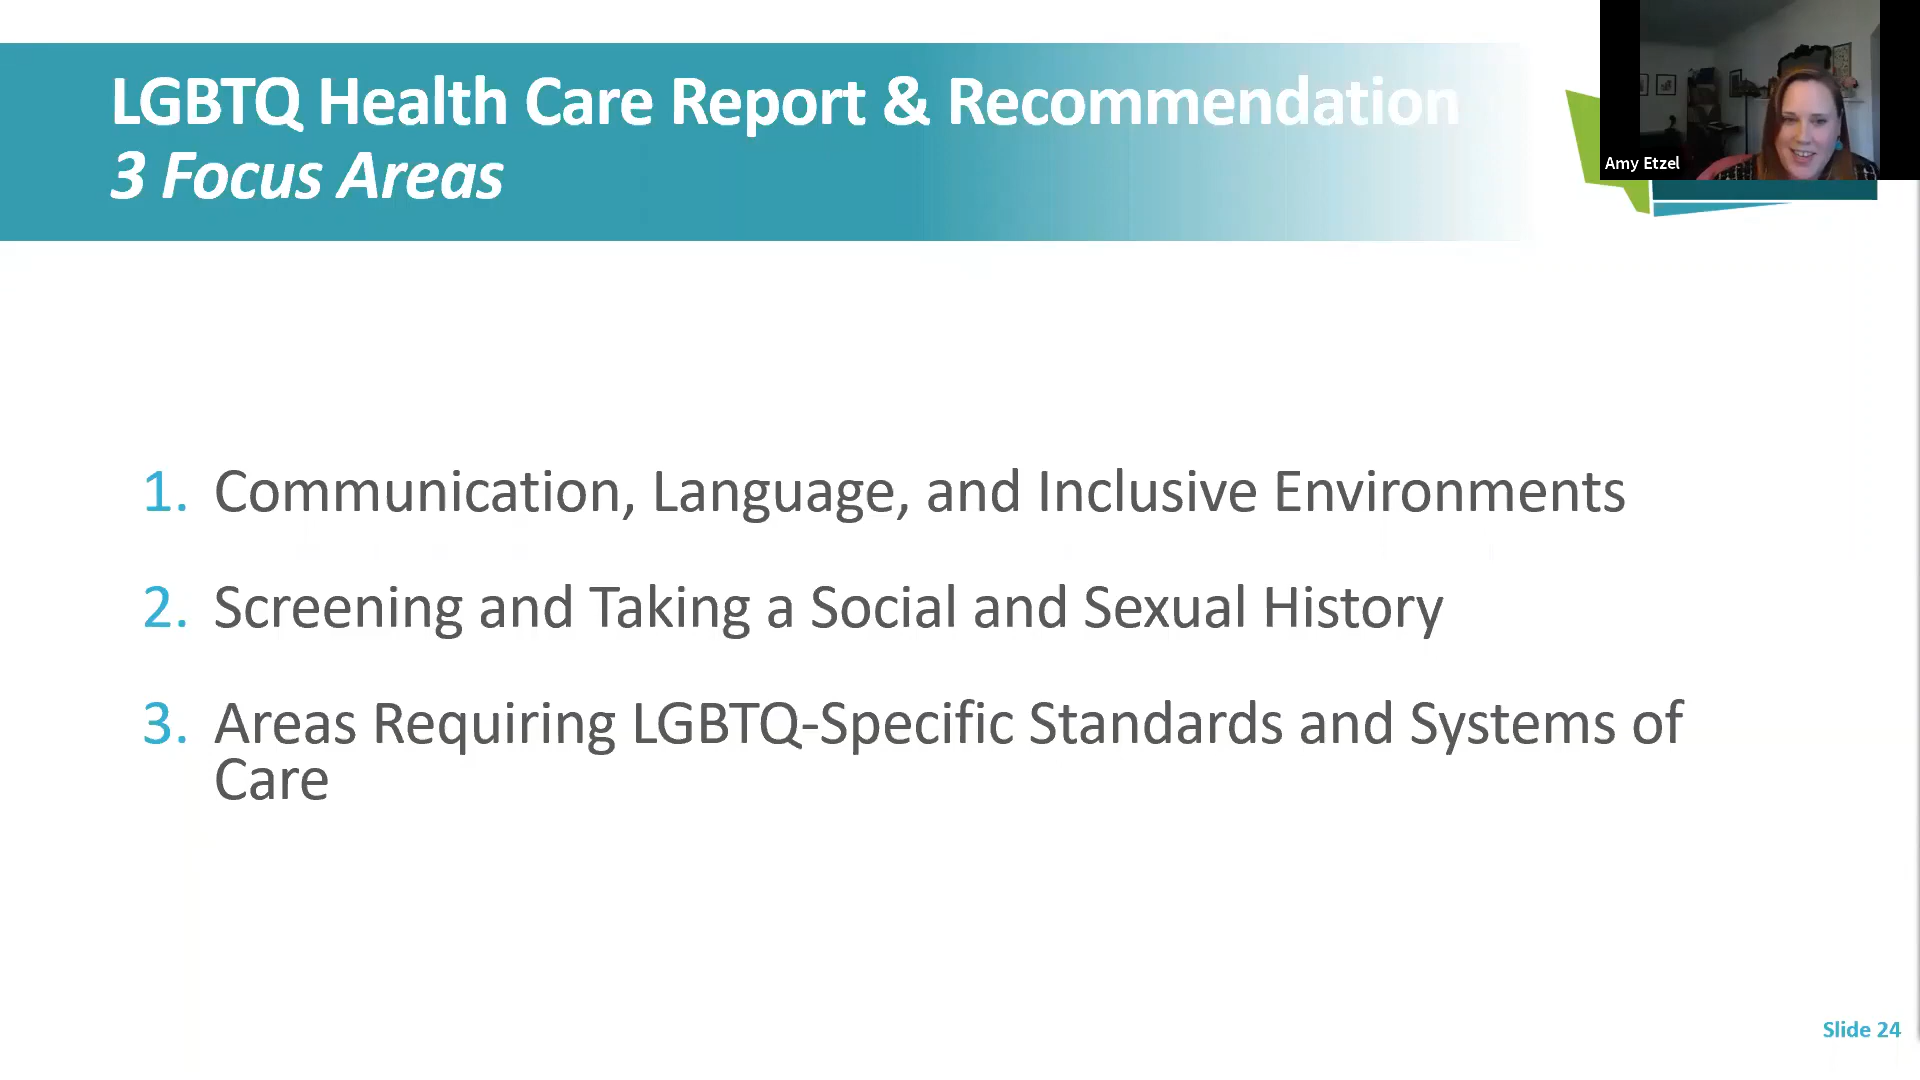 LGBTQ Health Care Report & Recommendation
3 Focus Areas
Amy Etzel
1. Communication, Language, and Inclusive Environments
2. Screening and Taking a Social and Sexual History
3. Areas Requiring LGBTQ-Specific Standards and Systems of
Care
Slide 24